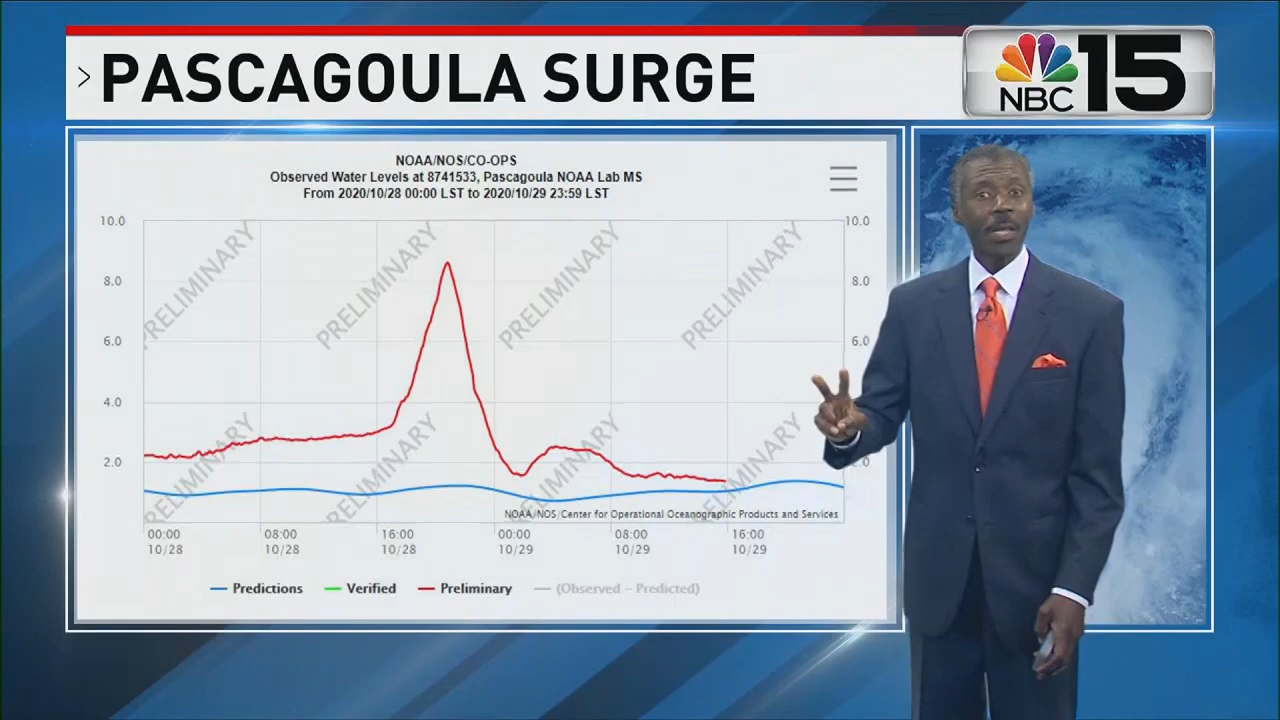 > PASCAGOULA SURGE
NBC 15
NOAA/NOS/CO-OPS
Observed Water Levels at 8741533, Pascagoula NOAA Lab MS
From 2020/10/28 00:00 LST to 2020/10/29 23:59 LST
10.0 10.0
PRELIMINARY PRELIMINARY PRELIMINARY PRELIMINARY
8.0 8.0
6.0 6.0
4.0
PRELIMINARY PRELIMINARY PRELIMINARY PRELIMINARY
2.0 2.0
NOAA/NOS/Center for Operational Oceanographic Products and Services
00:00 08:00 16:00 00:00 08:00 16:00
10/28 10/28 10/28 10/29 10/29 10/29
Predictions Verified Preliminary (Observed - Predicted)